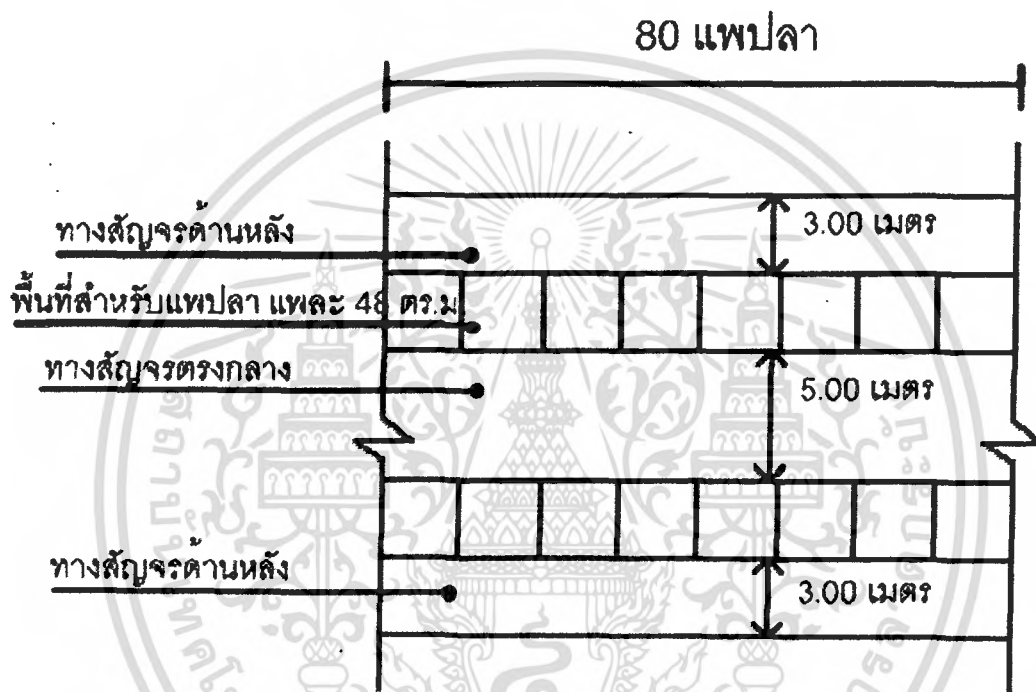 80 แพปลา
ทางสัญจรด้านหลัง
3.00 เมตร
พื้นที่สำหรับแพปลา แพละ 48 ตร.ม
ทางสัญจรตรงกลาง
5.00 เมตร
ทางสัญจรด้านหลัง
3.00 เมตร